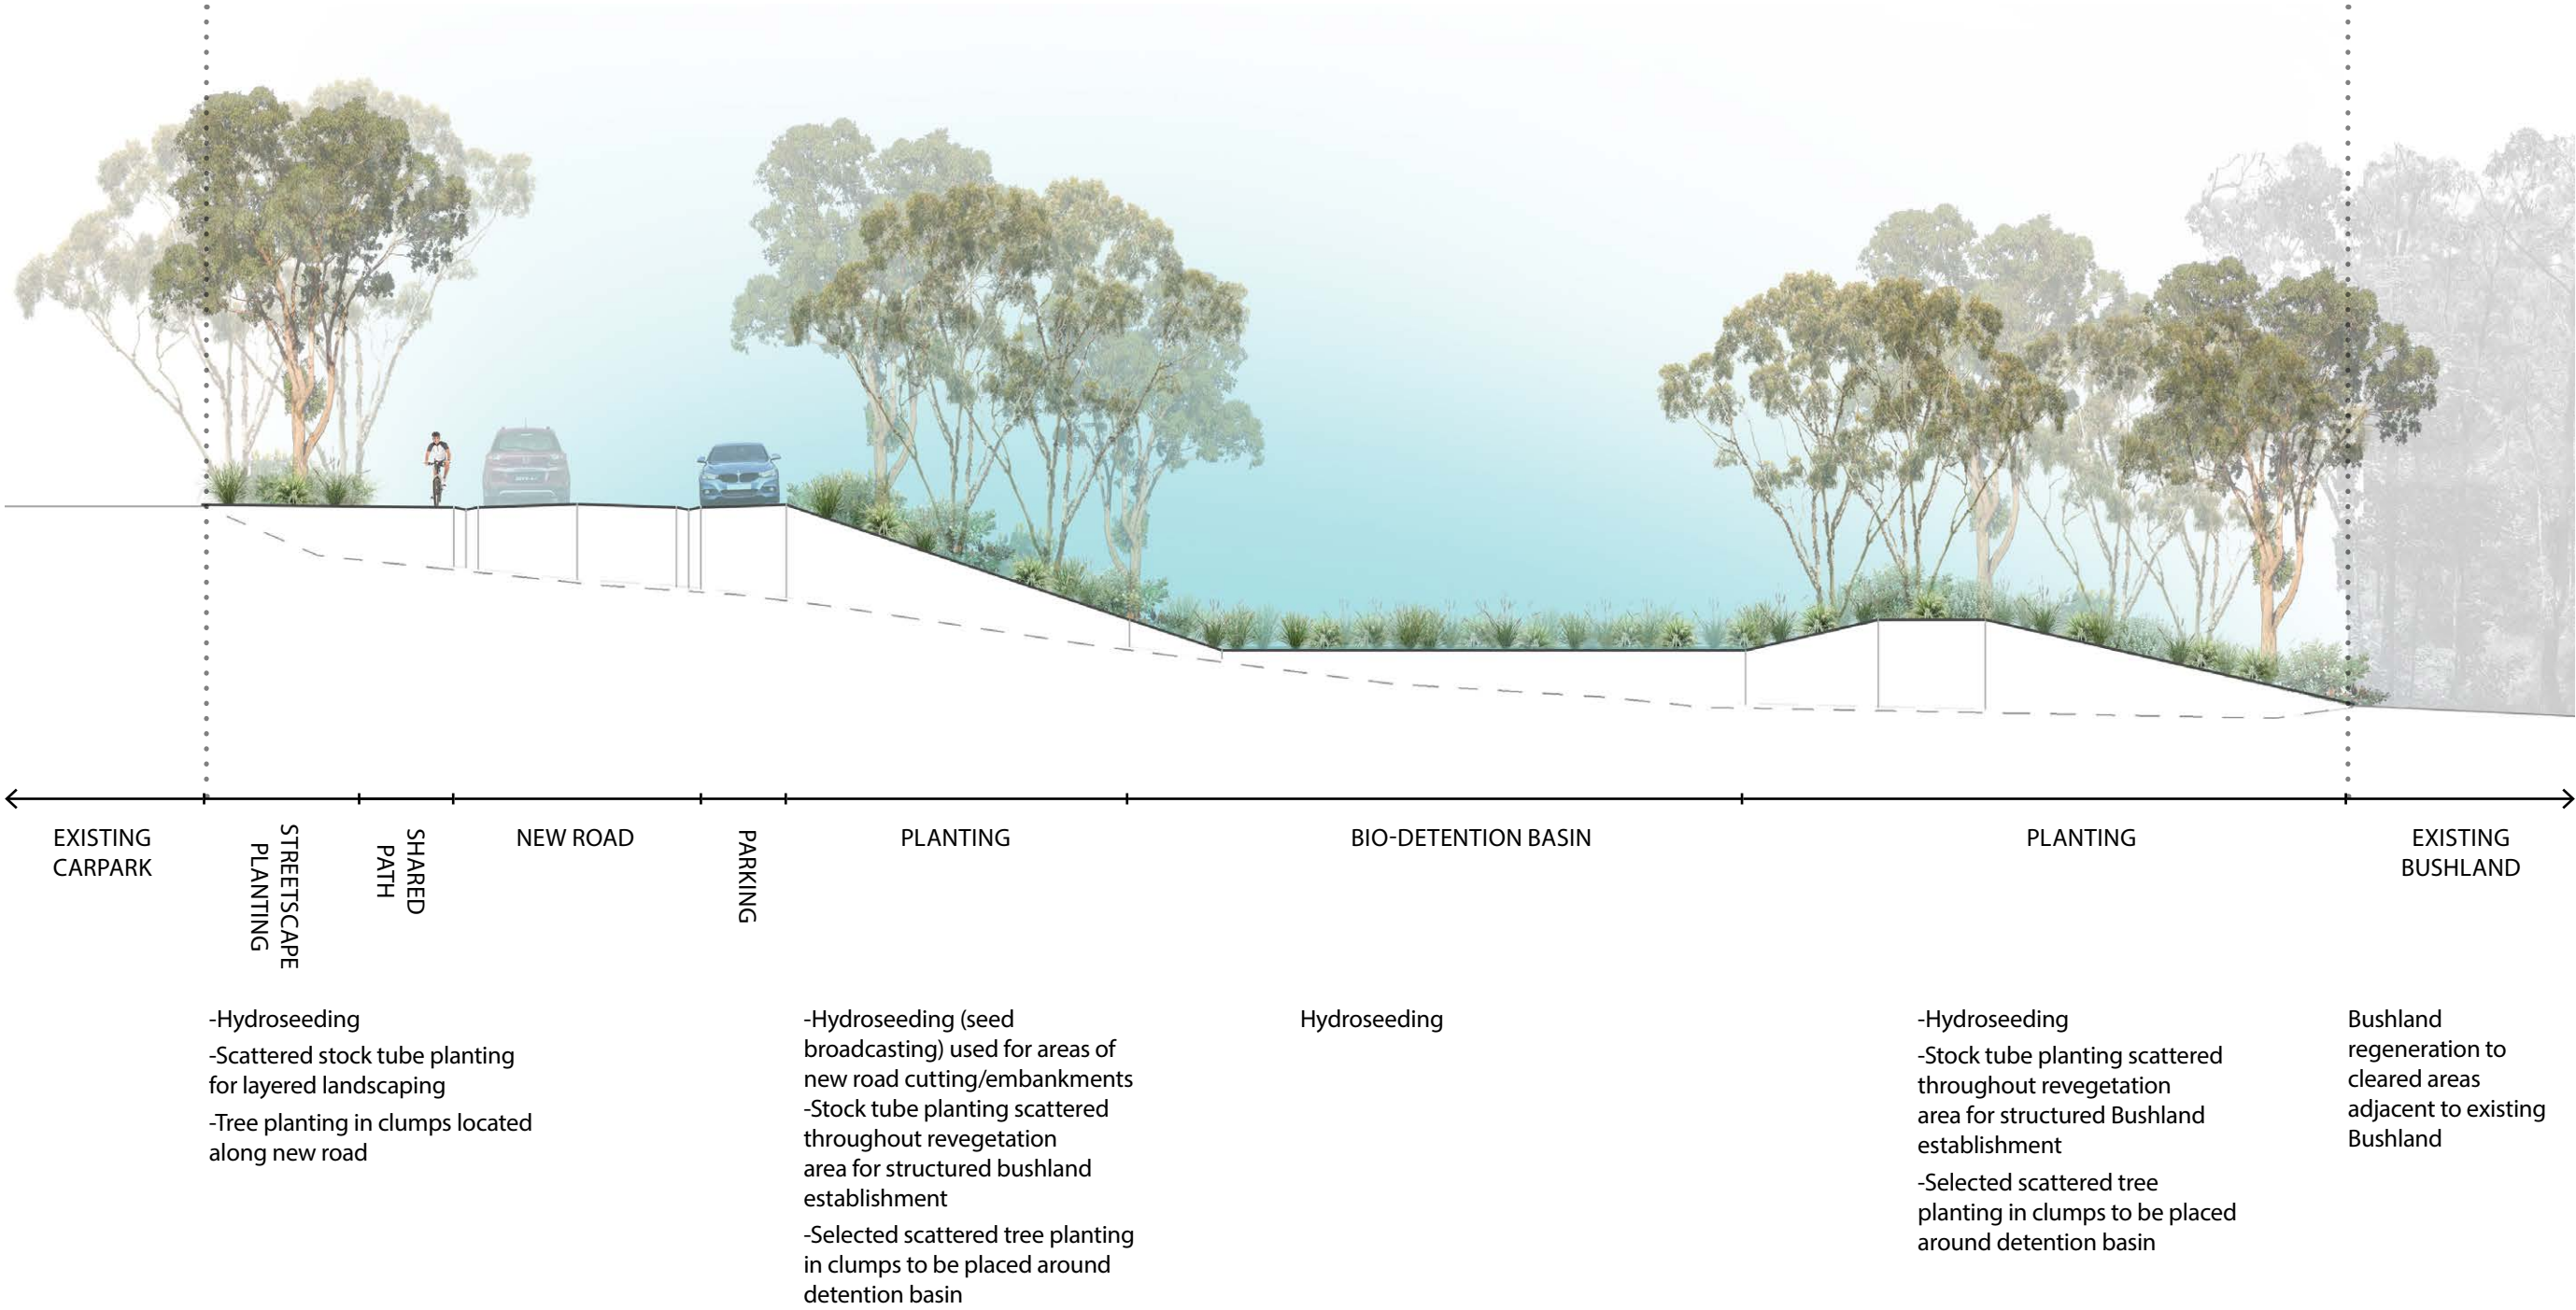 EXISTING
CARPARK
STREETSCAPE
PLANTING
SHARED
PATH
NEW ROAD
PARKING
PLANTING
BIO-DETENTION BASIN
PLANTING
EXISTING
BUSHLAND
-Hydroseeding
-Scattered stock tube planting
for layered landscaping
-Tree planting in clumps located
along new road
-Hydroseeding (seed
broadcasting) used for areas of
new road cutting/embankments
-Stock tube planting scattered
throughout revegetation
area for structured bushland
establishment
-Selected scattered tree planting
in clumps to be placed around
detention basin
Hydroseeding
-Hydroseeding
-Stock tube planting scattered
throughout revegetation
area for structured Bushland
establishment
-Selected scattered tree
planting in clumps to be placed
around detention basin
Bushland
regeneration to
cleared areas
adjacent to existing
Bushland